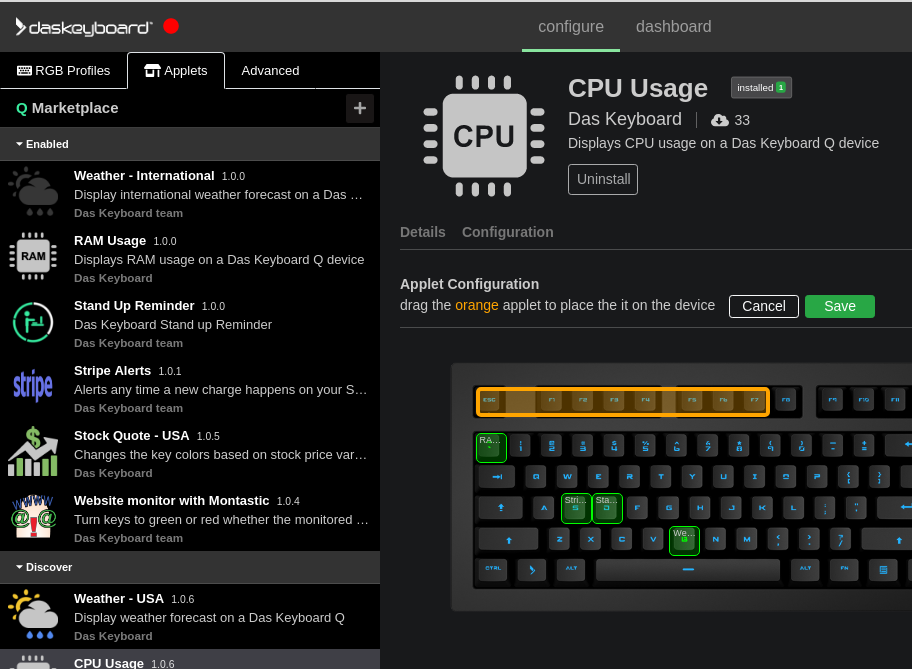 daskeyboard
configure
dashboard
RGB Profiles
Applets
Advanced
Q Marketplace
+
Enabled
Weather - International 1.0.0
Display international weather forecast on a Das …
Das Keyboard team
RAM
RAM Usage 1.0.0
Displays RAM usage on a Das Keyboard Q device
Das Keyboard
Stand Up Reminder 1.0.0
Das Keyboard Stand up Reminder
Das Keyboard team
stripe
Stripe Alerts 1.0.1
Alerts any time a new charge happens on your S…
Das Keyboard team
$
Stock Quote - USA 1.0.5
Changes the key colors based on stock price var…
Das Keyboard
WWW
@!@
Website monitor with Montastic 1.0.4
Turn keys to green or red whether the monitored …
Das Keyboard team
Discover
Weather - USA 1.0.6
Display weather forecast on a Das Keyboard Q
Das Keyboard
CPU Usage 1.0.6
CPU
CPU Usage
installed 1
Das Keyboard
33
Displays CPU usage on a Das Keyboard Q device
Uninstall
Details
Configuration
Applet Configuration
drag the orange applet to place the it on the device
Cancel
Save
ESC F1 F2 F3 F4 F5 F6 F7 F8 F9 F10 F11
RA… 
Q W E R T Y U I O P
A Stri… Sta… F G H J K L
Z X C V We… N M
CTRL ALT ALT FN